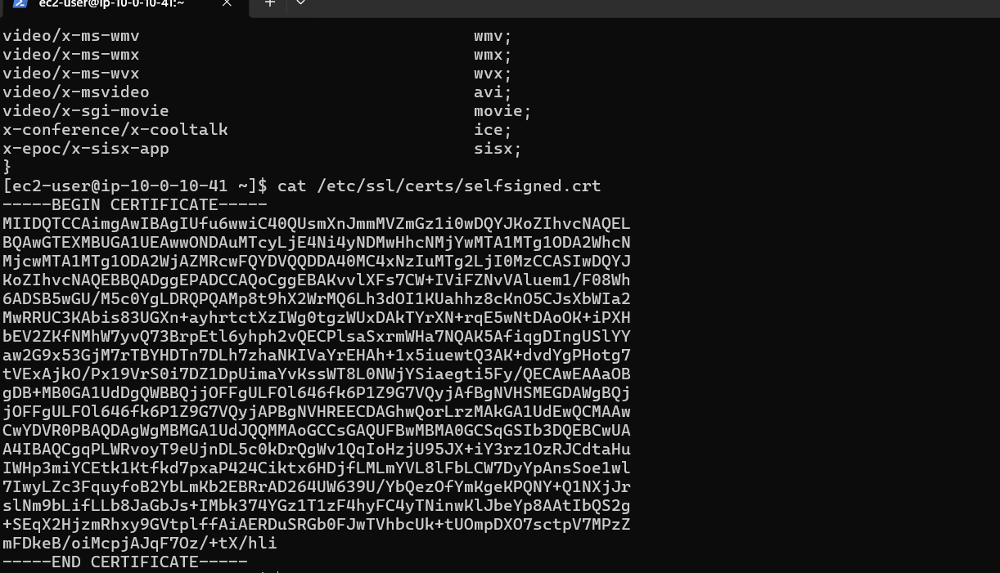 ec2-user@ip-10-0-10-41:~
video/x-ms-wmv wmv;
video/x-ms-wmx wmx;
video/x-ms-wvx wvx;
video/x-msvideo avi;
video/x-sgi-movie movie;
x-conference/x-cooltalk ice;
x-epoc/x-sisx-app sisx;
}
[ec2-user@ip-10-0-10-41 ~]$ cat /etc/ssl/certs/selfsigned.crt
-----BEGIN CERTIFICATE-----
MIIDQTCCAimgAwIBAgIUfu6wwiC40QUsmXnJmmMVZmGz1i0wDQYJKoZIhvcNAQEL
BQAwGTEXMBUGA1UEAwwONDAuMTcyLjE4Ni4yNDMwHhcNMjYwMTA1MTg1ODA2WhcN
MjcwMTA1MTg1ODA2WjAZMRcwFQYDVQQDDA40MC4xNzIuMTg2LjI0MzCCASIwDQYJ
KoZIhvcNAQEBBQADggEPADCCAQoCggEBAKvvlXFs7CW+IViFZNvVAluem1/F08Wh
6ADSB5wGU/M5c0YgLDRQPQAMp8t9hX2WrMQ6Lh3dOI1KUahhz8cKnO5CJsXbWIa2
MwRRUC3KAbis83UGXn+ayhrtctXzIWg0tgzWUxDAkTYrXN+rqE5wNtDAoOK+iPXH
bEV2ZKfNMhW7yvQ73BrpEtl6yhph2vQECPlsaSxrmWHa7NQAK5AfiqgDIngUSlYY
aw2G9x53GjM7rTBYHDTn7DLh7zhaNKIVaYrEHAh+1x5iuewtQ3AK+dvdYgPHotg7
tVExAjkO/Px19VrS0i7DZ1DpUimaYvKssWT8L0NWjYSiaegti5Fy/QECAwEAAaOB
gDB+MB0GA1UdDgQWBBQjjOFFgULFOl646fk6P1Z9G7VQyjAfBgNVHSMEGDAWgBQj
jOFFgULFOl646fk6P1Z9G7VQyjAPBgNVHREECDAGhwQorLrzMAkGA1UdEwQCMAAw
CwYDVR0PBAQDAgWgMBMGA1UdJQQMMAoGCCsGAQUFBwMBMA0GCSqGSIb3DQEBCwUA
A4IBAQCgqPLWRvoyT9eUjnDL5c0kDrQgWv1QqIoHzjU95JX+iY3rz1OzRJCdtaHu
IWHp3miYCEtk1Ktfkd7pxaP424Ciktx6HDjfLMLmYVL8lFbLCW7DyYpAnsSoe1wl
7IwyLZc3FquyfoB2YbLmKb2EBRrAD264UW639U/YbQezOfYmKgeKPQNY+Q1NXjJr
slNm9bLifLLb8JaGbJs+IMbk374YGz1T1zF4hyFC4yTNinwKlJbeYp8AAtIbQS2g
+SEqX2HjzmRhxy9GVtplffAiAERDuSRGb0FJwTVhbcUk+tUOmpDXO7sctpV7MPzZ
mFDkeB/oiMcpjAJqF7Oz/+tX/hli
-----END CERTIFICATE-----